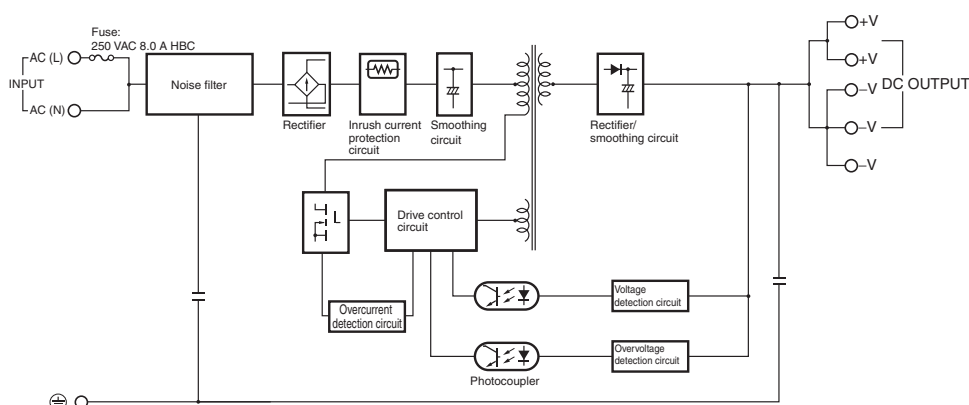 Fuse:
250 VAC 8.0 A HBC
AC (L)
INPUT
AC (N)
Noise filter
Rectifier
Inrush current
protection
circuit
Smoothing
circuit
Rectifier/
smoothing circuit
+V
+V
DC OUTPUT
−V
−V
−V
Drive control
circuit
Overcurrent
detection circuit
Voltage
detection circuit
Overvoltage
detection circuit
Photocoupler